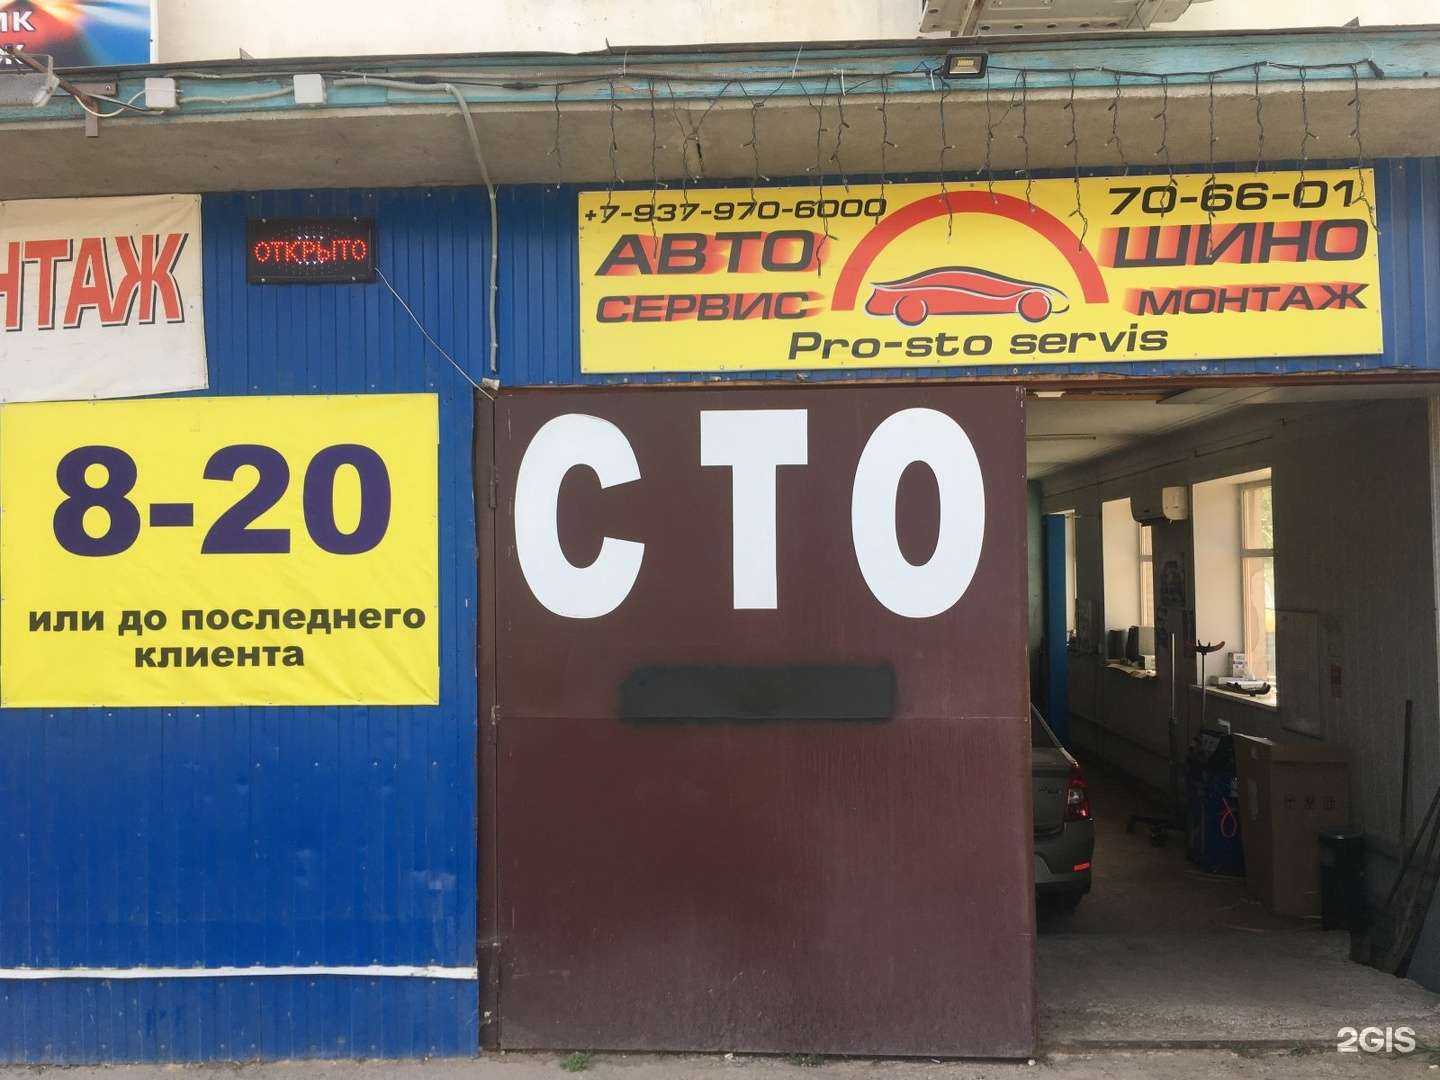 ОТКРЫТО
+7-937-970-6000
70-66-01
АВТО
СЕРВИС
ШИНО
МОНТАЖ
Pro-sto servis
8-20
или до последнего
клиента
СТО
2GIS